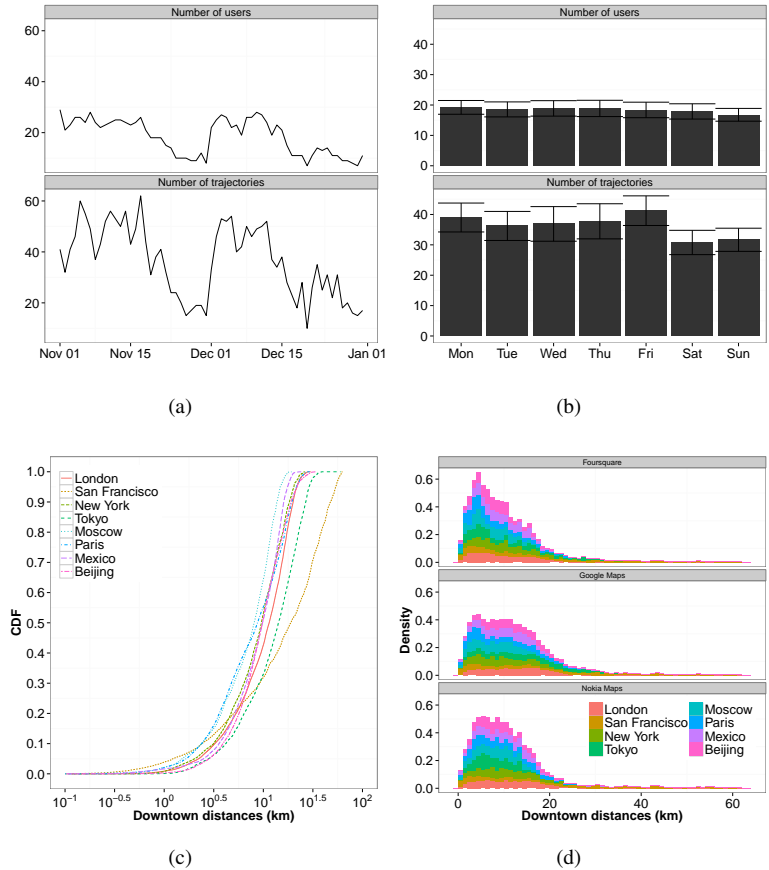 Number of users
60
40
20
Number of trajectories
60
40
20
Nov 01 Nov 15 Dec 01 Dec 15 Jan 01
(a)
Number of users
40
30
20
10
0
Number of trajectories
40
30
20
10
0
Mon Tue Wed Thu Fri Sat Sun
(b)
1.0
0.9
0.8
0.7
0.6
0.5
0.4
0.3
0.2
0.1
0.0
CDF
London
San Francisco
New York
Tokyo
Moscow
Paris
Mexico
Beijing
10^−1 10^−0.5 10^0 10^0.5 10^1 10^1.5 10^2
Downtown distances (km)
(c)
Foursquare
0.6
0.4
0.2
0.0
Google Maps
0.6
0.4
0.2
0.0
Density
Nokia Maps
0.6
0.4
0.2
0.0
London
San Francisco
New York
Tokyo
Moscow
Paris
Mexico
Beijing
0 20 40 60
Downtown distances (km)
(d)